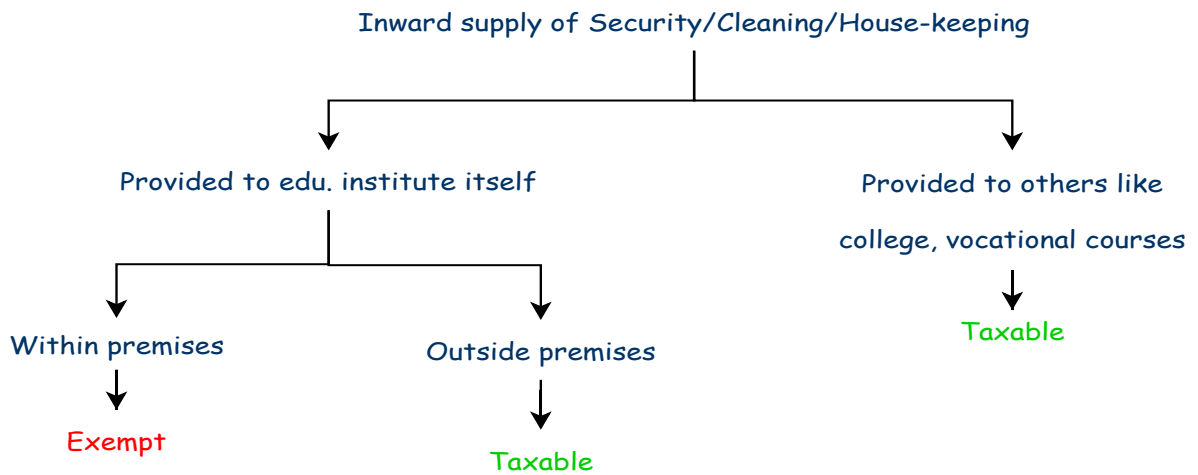 Inward supply of Security/Cleaning/House-keeping
Provided to edu. institute itself
Provided to others like
college, vocational courses
Within premises
Outside premises
Taxable
Exempt
Taxable